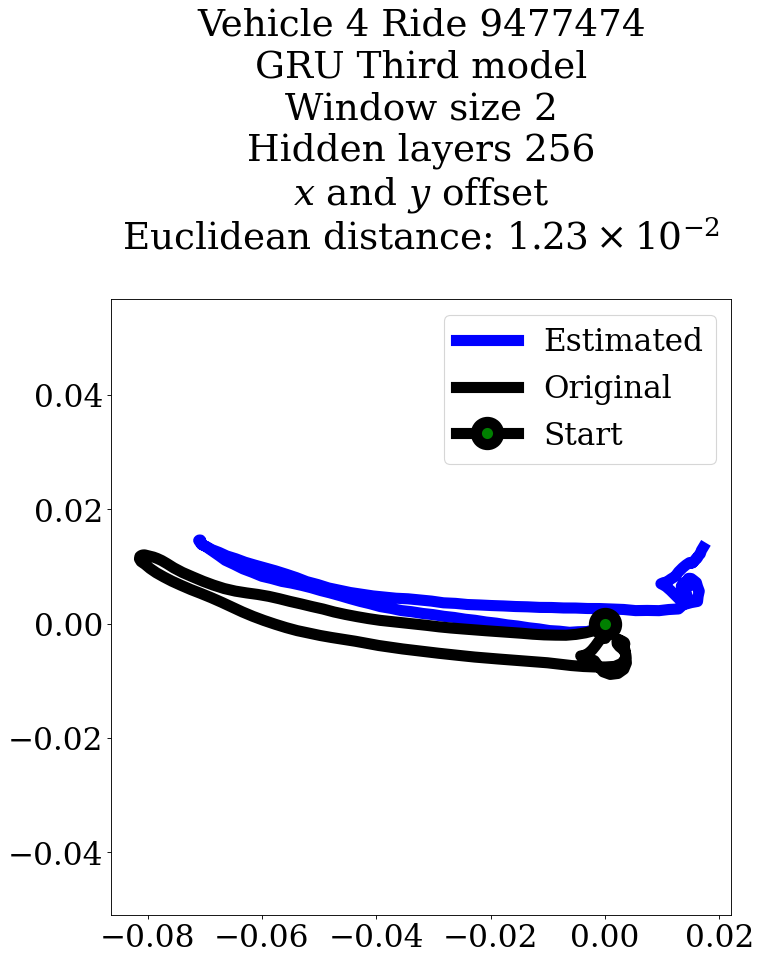 Vehicle 4 Ride 9477474
GRU Third model
Window size 2
Hidden layers 256
x and y offset
Euclidean distance: 1.23 × 10⁻²
Estimated
Original
Start
0.04
0.02
0.00
−0.02
−0.04
−0.08 −0.06 −0.04 −0.02 0.00 0.02